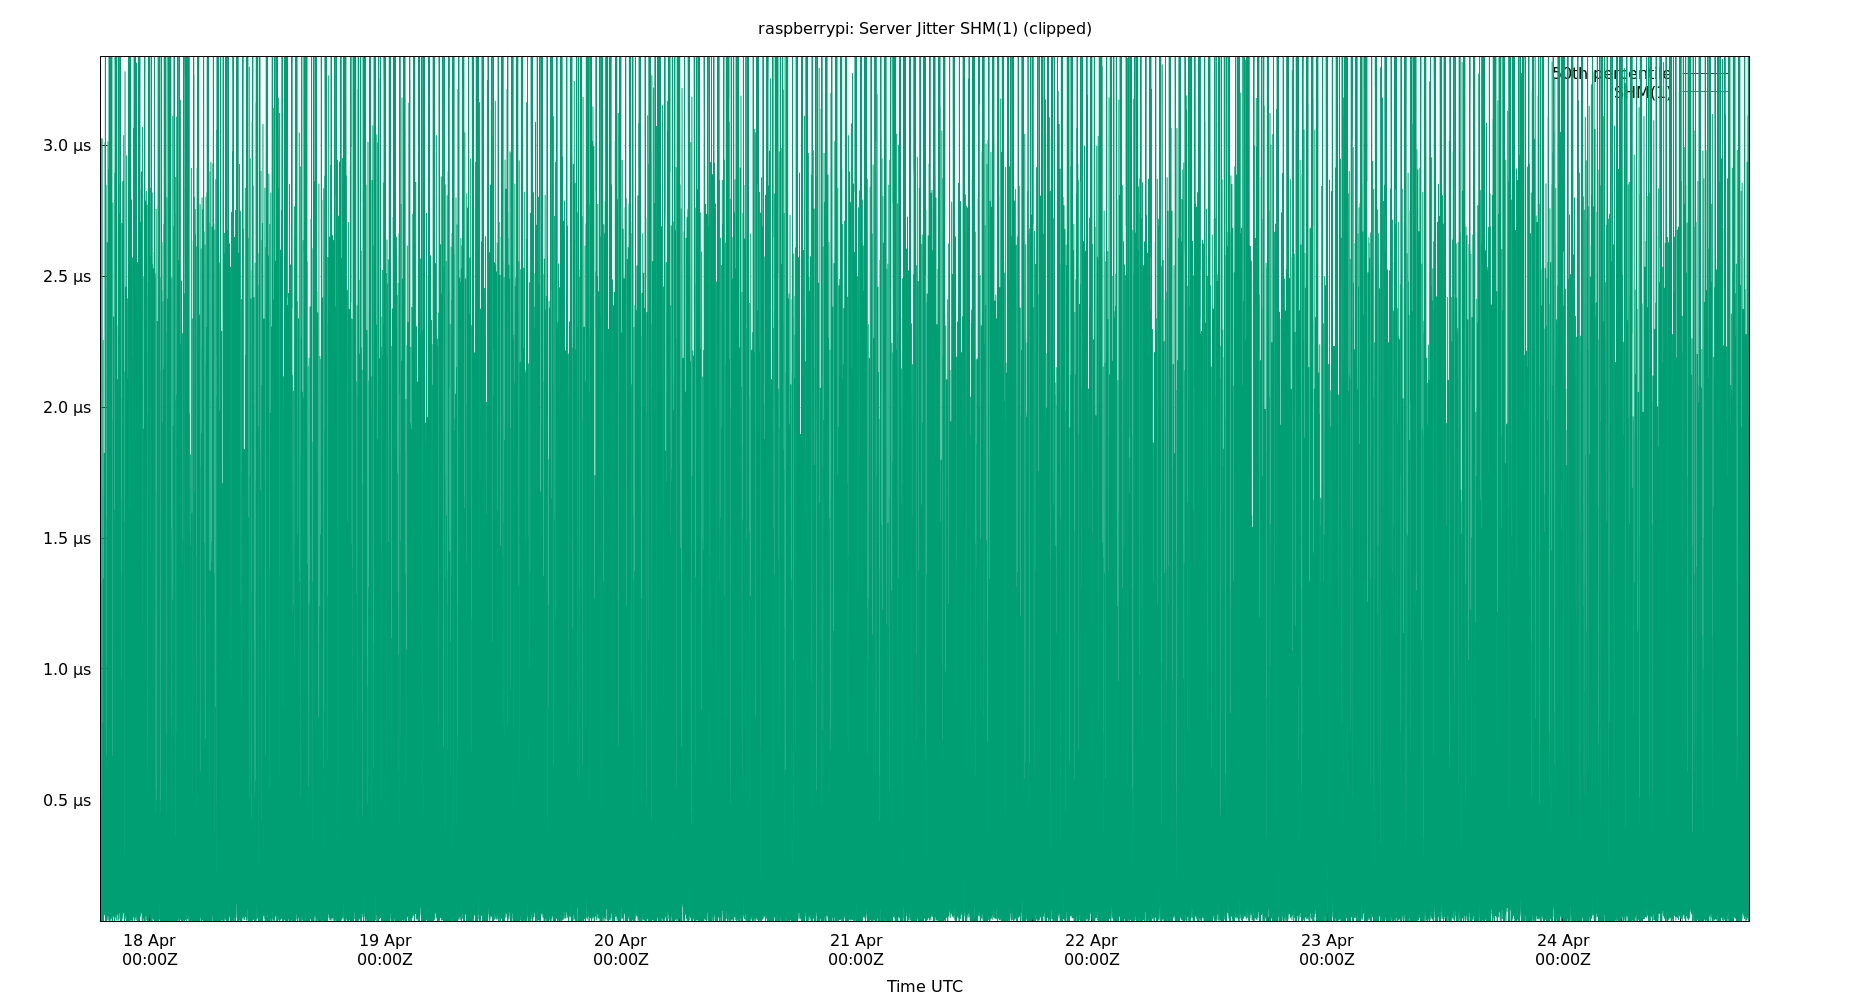 raspberrypi: Server Jitter SHM(1) (clipped)
50th percentile
SHM(1)
3.0 µs
2.5 µs
2.0 µs
1.5 µs
1.0 µs
0.5 µs
18 Apr 19 Apr 20 Apr 21 Apr 22 Apr 23 Apr 24 Apr
00:00Z 00:00Z 00:00Z 00:00Z 00:00Z 00:00Z 00:00Z
Time UTC